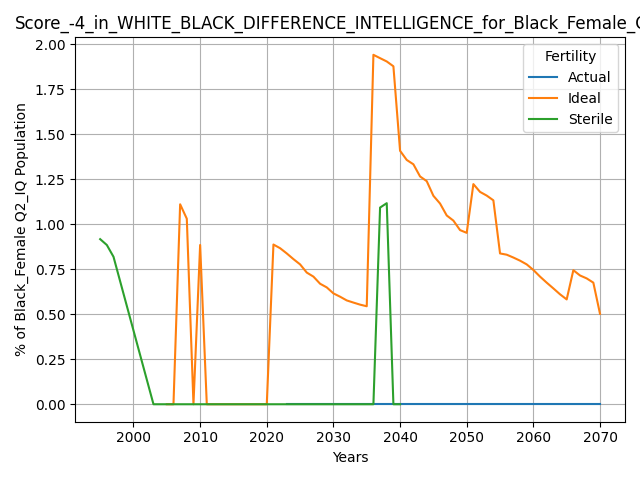 Score_-4_in_WHITE_BLACK_DIFFERENCE_INTELLIGENCE_for_Black_Female_Q
Fertility
Actual
Ideal
Sterile
% of Black_Female Q2_IQ Population
2.00
1.75
1.50
1.25
1.00
0.75
0.50
0.25
0.00
2000 2010 2020 2030 2040 2050 2060 2070
Years